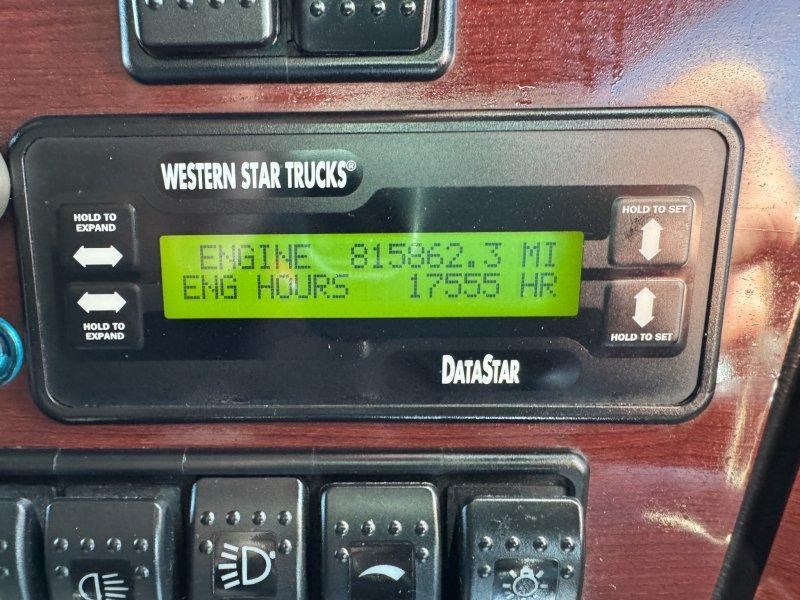 WESTERN STAR TRUCKS®
HOLD TO
EXPAND
HOLD TO SET
ENGINE 815862.3 MI
ENG HOURS 17555 HR
HOLD TO
EXPAND
HOLD TO SET
DATASTAR